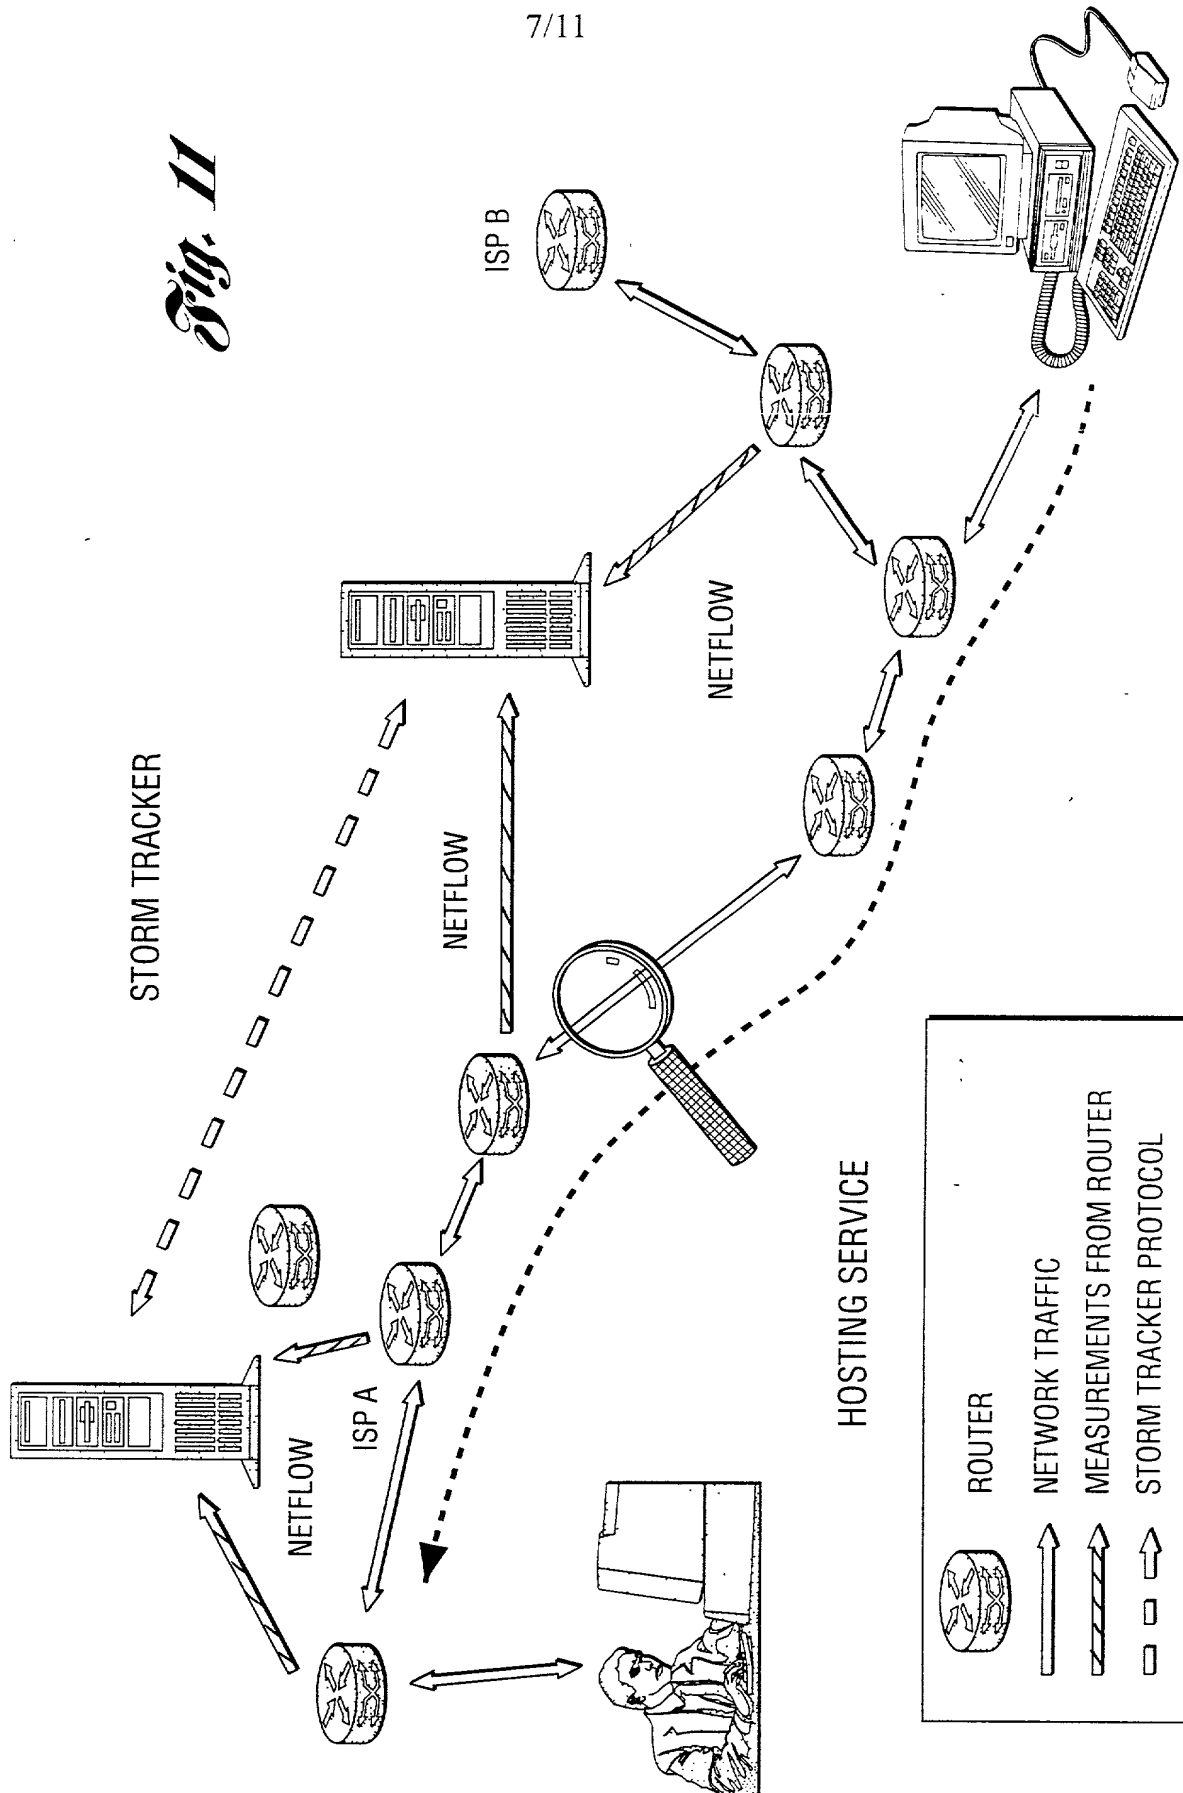 7/11
Fig. 11
STORM TRACKER
ISP B
NETFLOW
NETFLOW
NETFLOW
ISP A
HOSTING SERVICE
ROUTER
NETWORK TRAFFIC
MEASUREMENTS FROM ROUTER
STORM TRACKER PROTOCOL